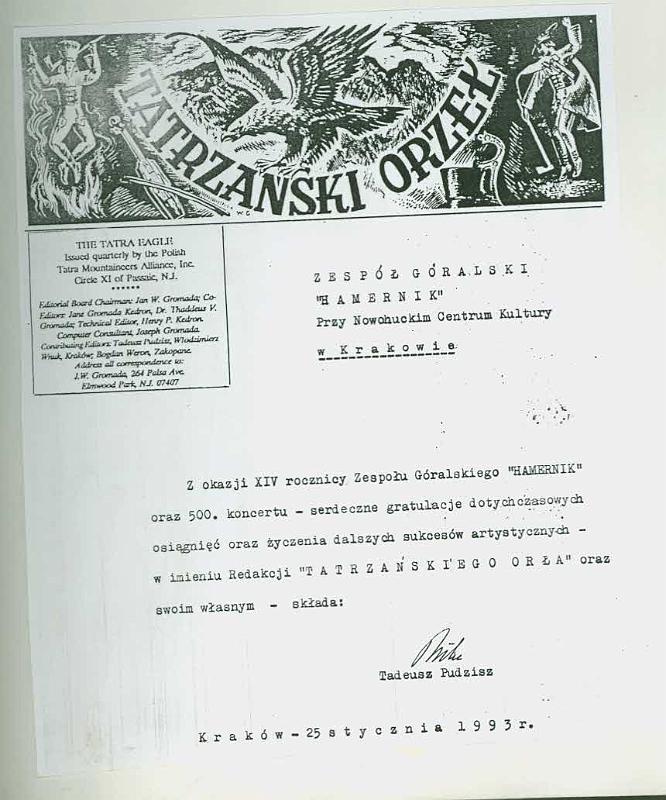 TATRZAŃSKI ORZEŁ
THE TATRA EAGLE
Issued quarterly by the Polish
Tatra Mountaineers Alliance, Inc.
Circle XI of Passaic, N.J.
******
Editorial Board Chairman: Jan W. Gromada; Co-
Editors: Jane Gromada Kedron, Dr. Thaddeus V.
Gromada; Technical Editor, Henry P. Kedron.
Computer Consultant, Joseph Gromada.
Contributing Editors: Tadeusz Pudzisz, Włodzimierz
Wnuk, Kraków; Bogdan Weron, Zakopane.
Address all correspondence to:
J.W. Gromada, 264 Palsa Ave.
Elmwood Park, N.J. 07407
ZESPÓŁ GÓRALSKI
"HAMERNIK"
Przy Nowohuckim Centrum Kultury
w Krakowie
Z okazji XIV rocznicy Zespołu Góralskiego "HAMERNIK"
oraz 500. koncertu - serdeczne gratulacje dotychczasowych
osiągnięć oraz życzenia dalszych sukcesów artystycznych -
w imieniu Redakcji "TATRZAŃSKIEGO ORŁA" oraz
swoim własnym - składa:
Tadeusz Pudzisz
Kraków - 25 stycznia 1993 r.